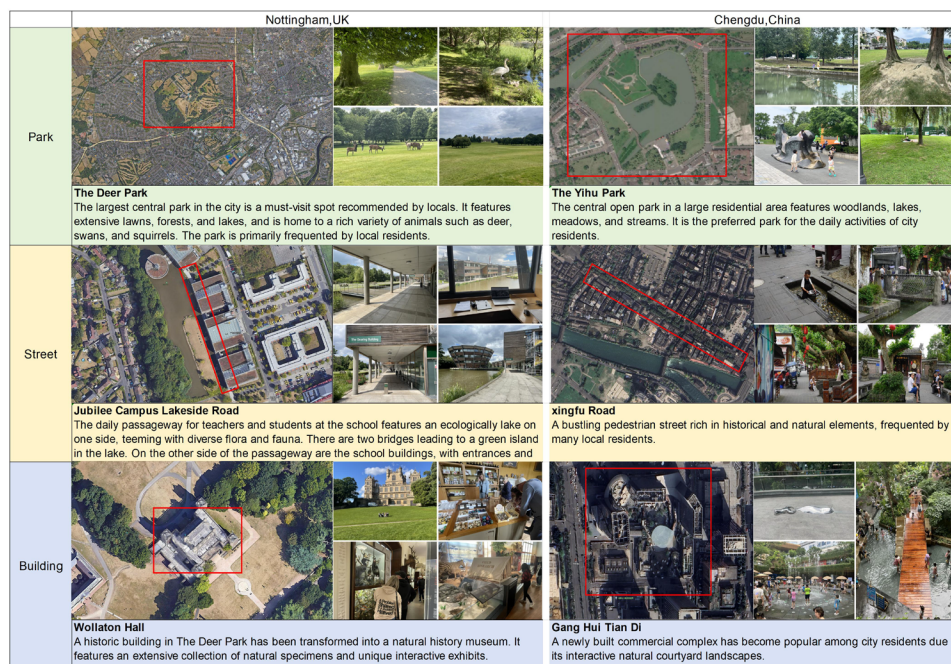 Nottingham,UK
Chengdu,China
Park
The Deer Park
The largest central park in the city is a must-visit spot recommended by locals. It features
extensive lawns, forests, and lakes, and is home to a rich variety of animals such as deer,
swans, and squirrels. The park is primarily frequented by local residents.
The Yihu Park
The central open park in a large residential area features woodlands, lakes,
meadows, and streams. It is the preferred park for the daily activities of city
residents.
Street
Jubilee Campus Lakeside Road
The daily passageway for teachers and students at the school features an ecologically lake on
one side, teeming with diverse flora and fauna. There are two bridges leading to a green island
in the lake. On the other side of the passageway are the school buildings, with entrances and
xingfu Road
A bustling pedestrian street rich in historical and natural elements, frequented by
many local residents.
Building
Wollaton Hall
A historic building in The Deer Park has been transformed into a natural history museum. It
features an extensive collection of natural specimens and unique interactive exhibits.
Gang Hui Tian Di
A newly built commercial complex has become popular among city residents due
its interactive natural courtyard landscapes.